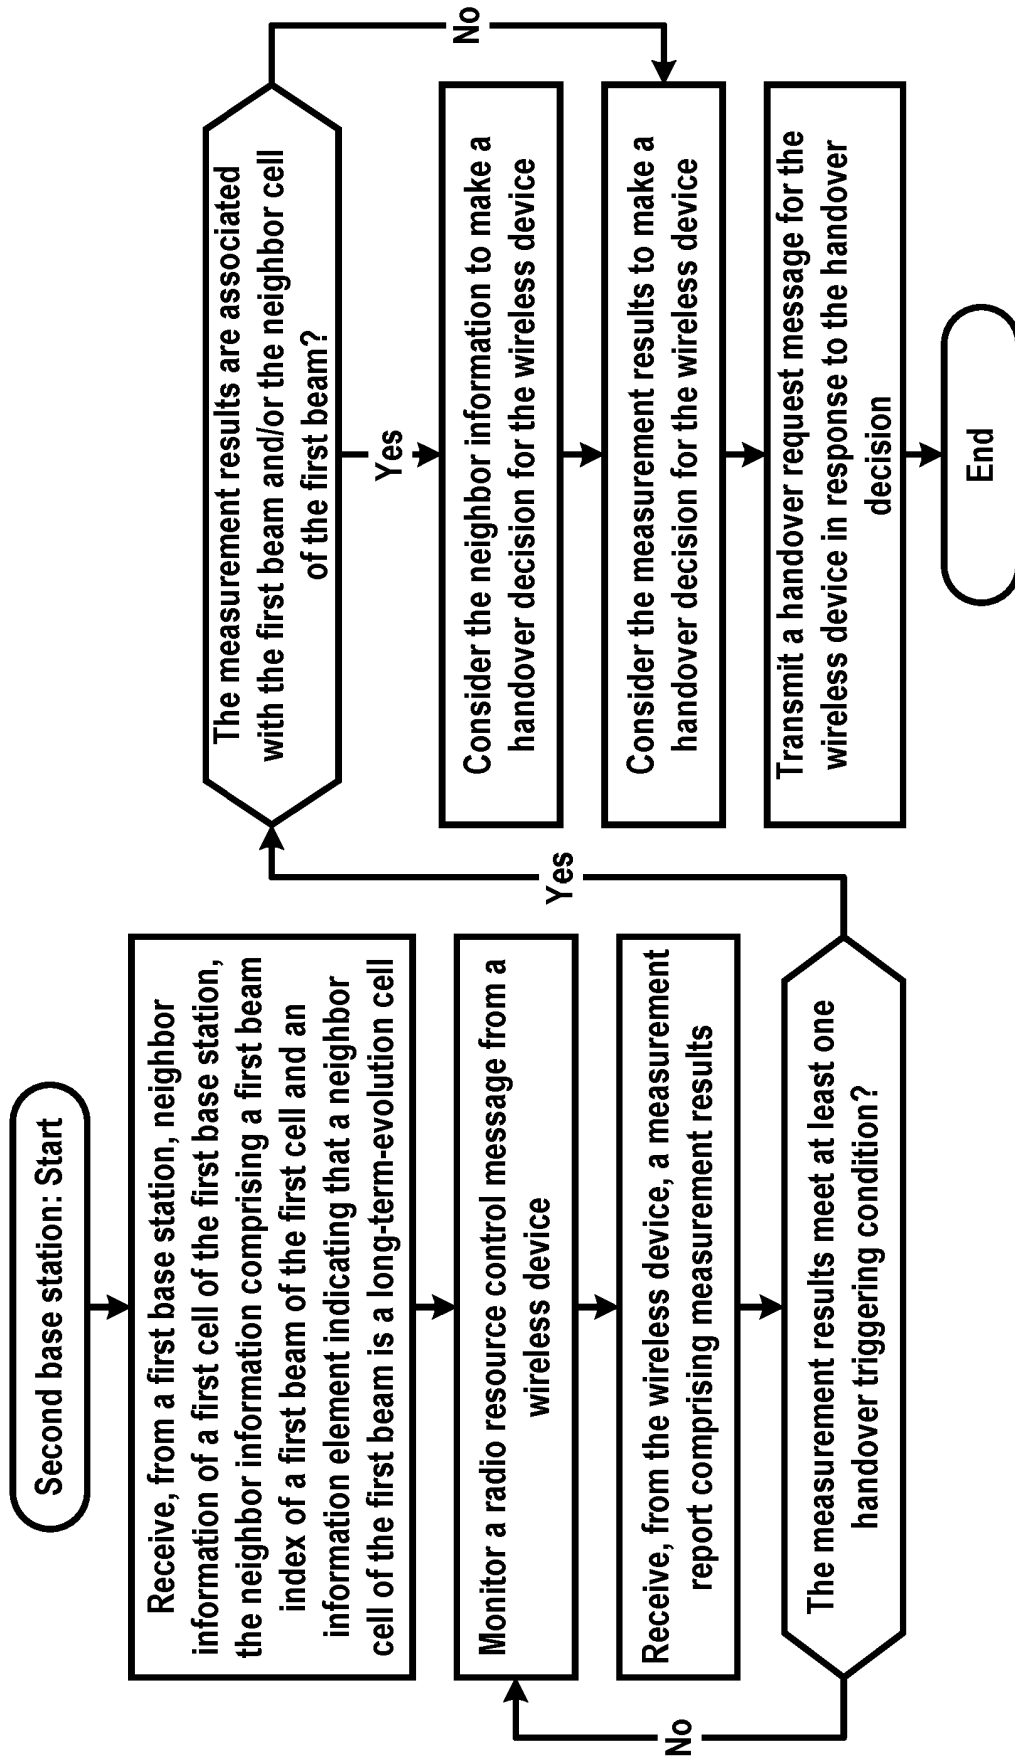 Second base station: Start
Receive, from a first base station, neighbor
information of a first cell of the first base station,
the neighbor information comprising a first beam
index of a first beam of the first cell and an
information element indicating that a neighbor
cell of the first beam is a long-term-evolution cell
Monitor a radio resource control message from a
wireless device
Receive, from the wireless device, a measurement
report comprising measurement results
The measurement results meet at least one
handover triggering condition?
No
Yes
The measurement results are associated
with the first beam and/or the neighbor cell
of the first beam?
No
Yes
Consider the neighbor information to make a
handover decision for the wireless device
Consider the measurement results to make a
handover decision for the wireless device
Transmit a handover request message for the
wireless device in response to the handover
decision
End